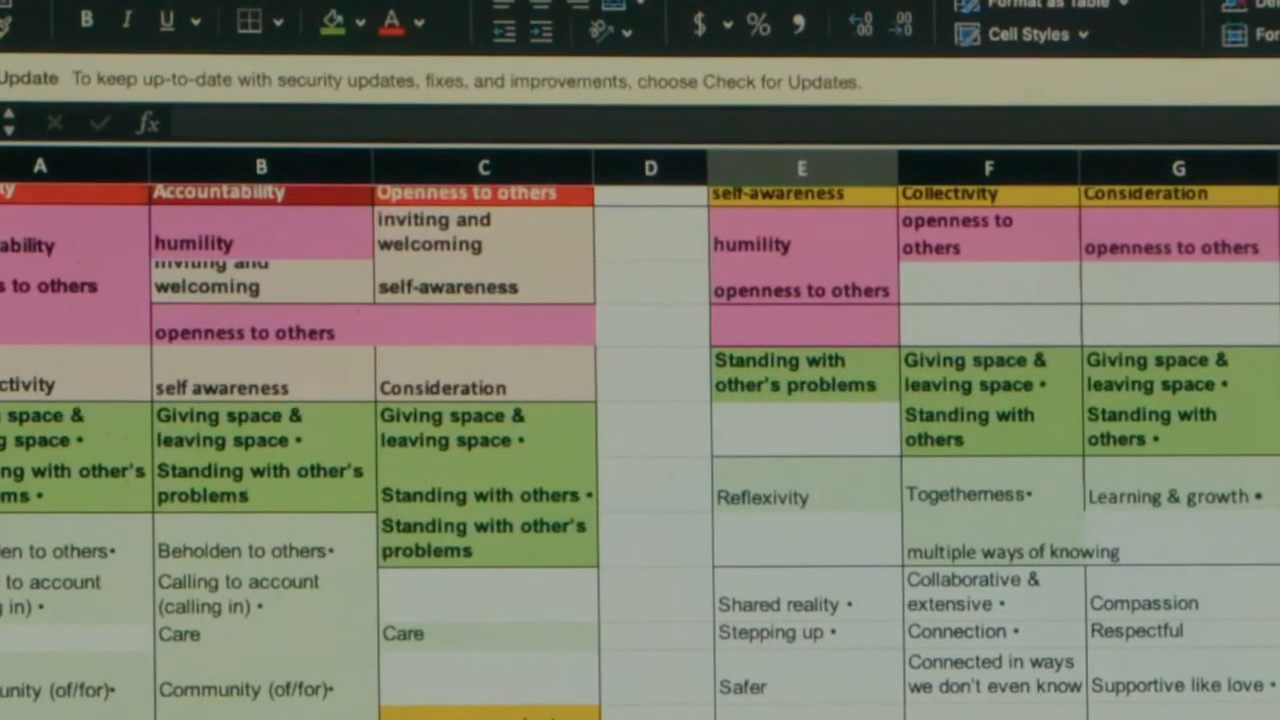 B I U A $ % Format as Table
Cell Styles
Update To keep up-to-date with security updates, fixes, and improvements, choose Check for Updates.
fx
A B C D E F G
Accountability Openness to others self-awareness Collectivity Consideration
inviting and openness to
ability humility welcoming humility others openness to others
inviting and
s to others welcoming self-awareness openness to others
openness to others
Standing with Giving space & Giving space &
ctivity self awareness Consideration other's problems leaving space • leaving space •
space & Giving space & Giving space & Standing with Standing with
g space • leaving space • leaving space • others others •
ng with other's Standing with other's
ms • problems Standing with others • Reflexivity Togetherness• Learning & growth •
Standing with other's
en to others• Beholden to others• problems multiple ways of knowing
to account Calling to account Collaborative &
g in) • (calling in) • Shared reality • extensive • Compassion
Care Care Stepping up • Connection • Respectful
Connected in ways
unity (of/for)• Community (of/for)• Safer we don't even know Supportive like love •